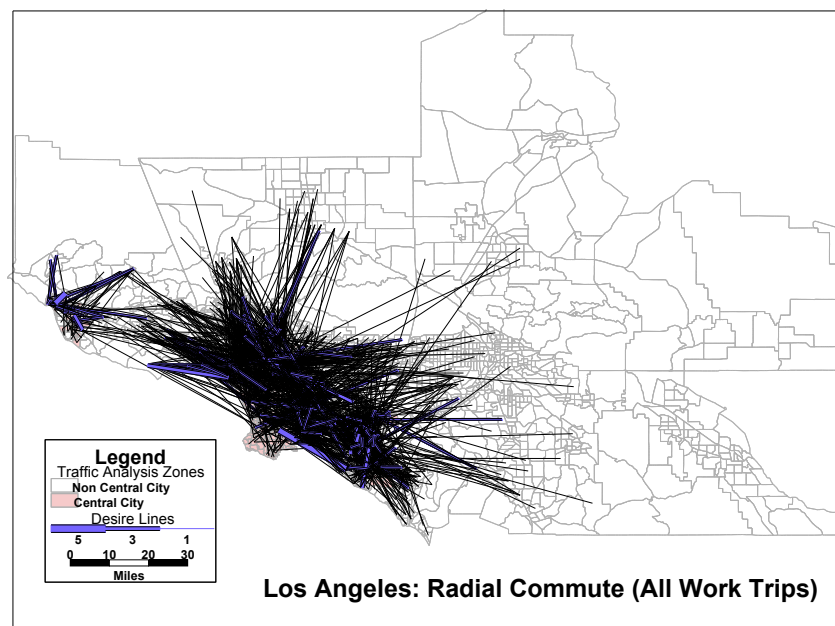 Legend
Traffic Analysis Zones
Non Central City
Central City
Desire Lines
5 3 1
0 10 20 30
Miles
Los Angeles: Radial Commute (All Work Trips)